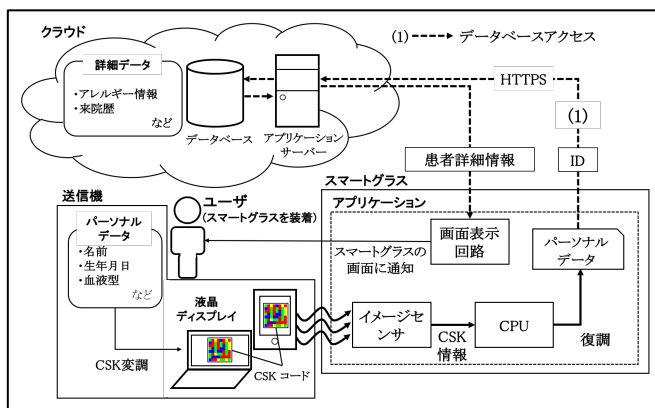 クラウド
(1) データベースアクセス
詳細データ
・アレルギー情報
・来院歴
など
データベース
アプリケーション
サーバー
HTTPS
(1)
ID
患者詳細情報
スマートグラス
送信機
ユーザ
(スマートグラスを装着)
アプリケーション
パーソナル
データ
・名前
・生年月日
・血液型
など
スマートグラスの
画面に通知
画面表示
回路
パーソナル
データ
液晶
ディスプレイ
イメージセ
ンサ
CPU
CSK
情報
復調
CSK変調
CSK コード